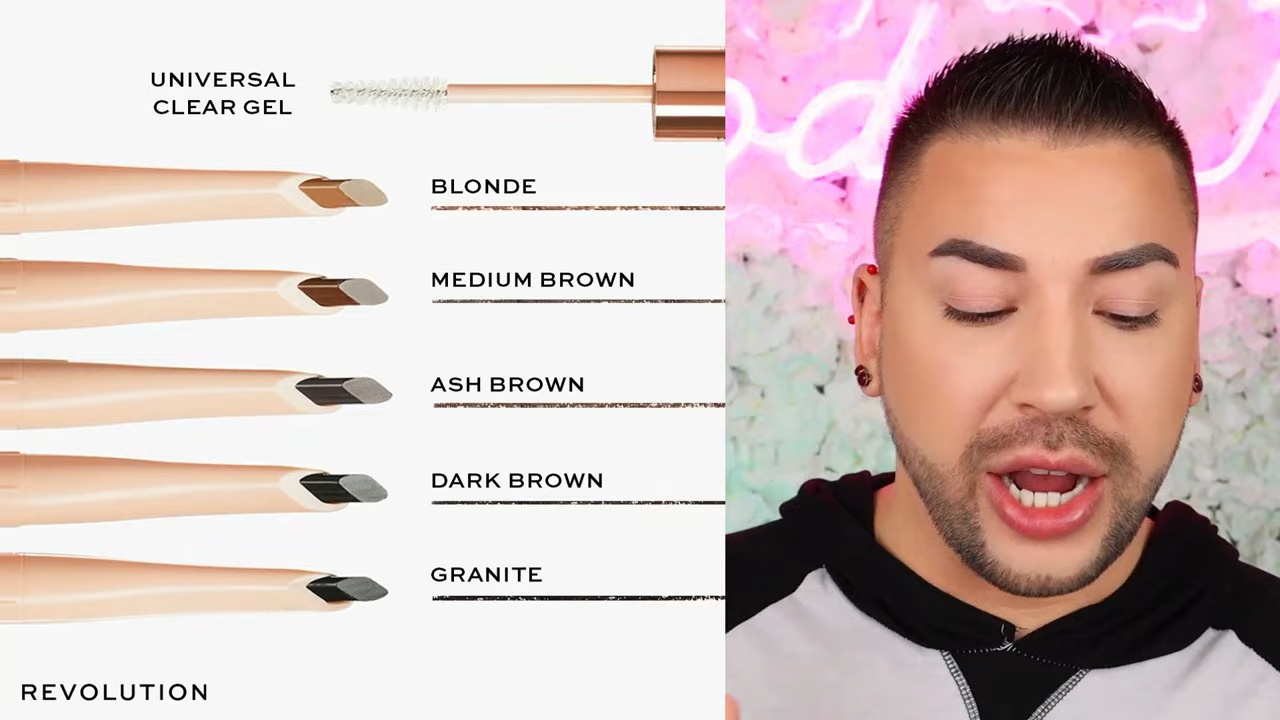 UNIVERSAL
CLEAR GEL
BLONDE
MEDIUM BROWN
ASH BROWN
DARK BROWN
GRANITE
REVOLUTION